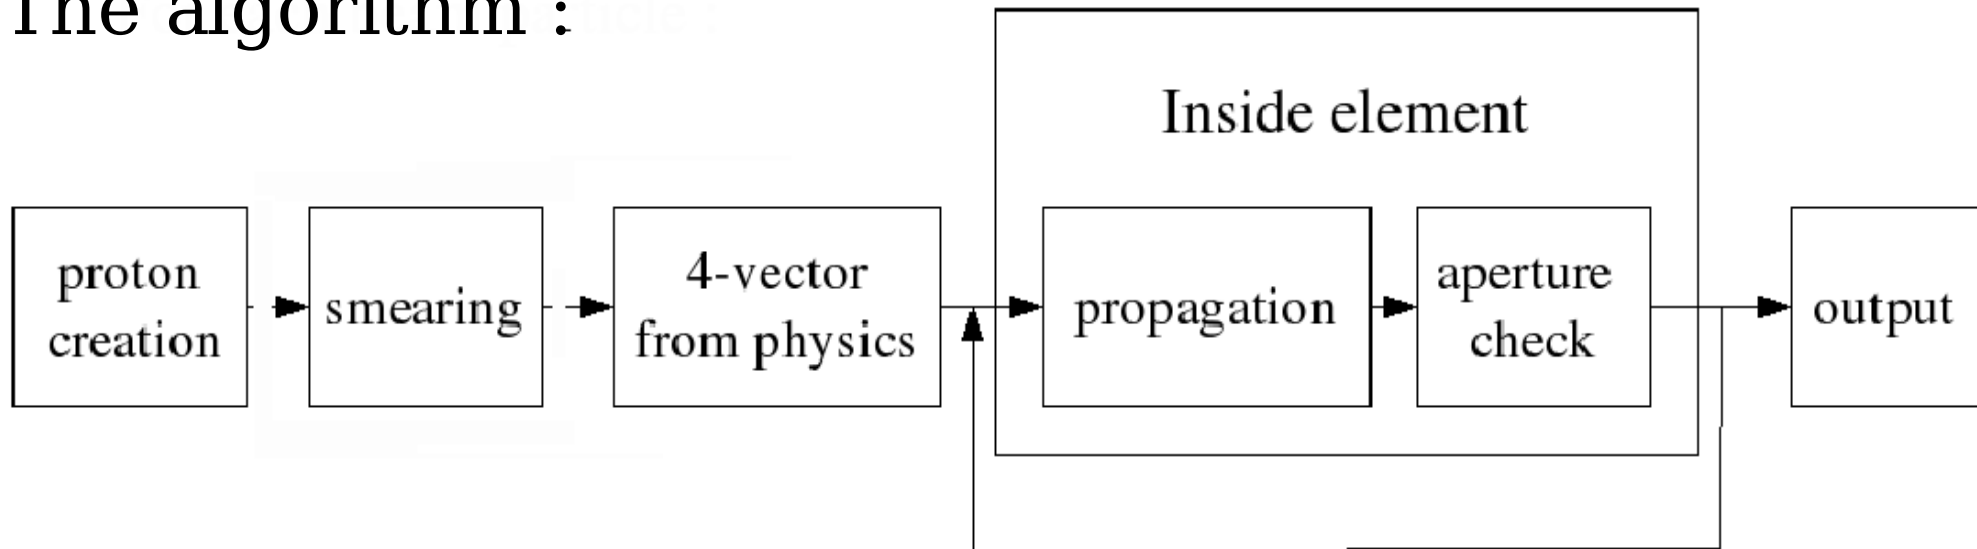 The algorithm :
Inside element
proton
creation
smearing
4-vector
from physics
propagation
aperture
check
output